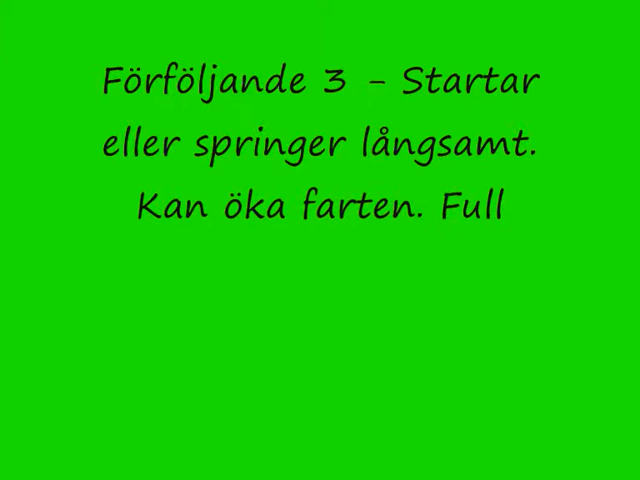 Förföljande 3 - Startar
eller springer långsamt.
Kan öka farten. Full